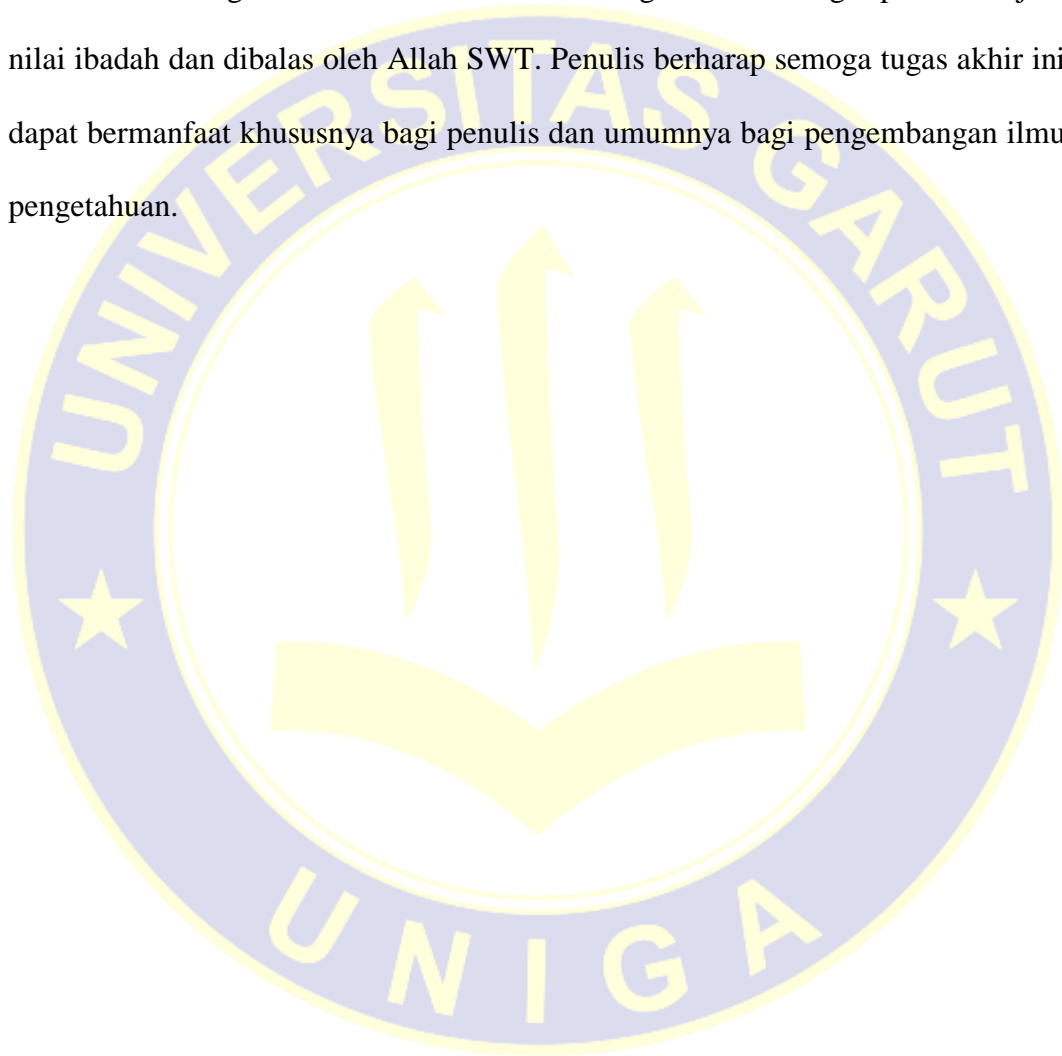 nilai ibadah dan dibalas oleh Allah SWT. Penulis berharap semoga tugas akhir ini
dapat bermanfaat khususnya bagi penulis dan umumnya bagi pengembangan ilmu
pengetahuan.
UNIVERSITAS GARUT
UNIGA